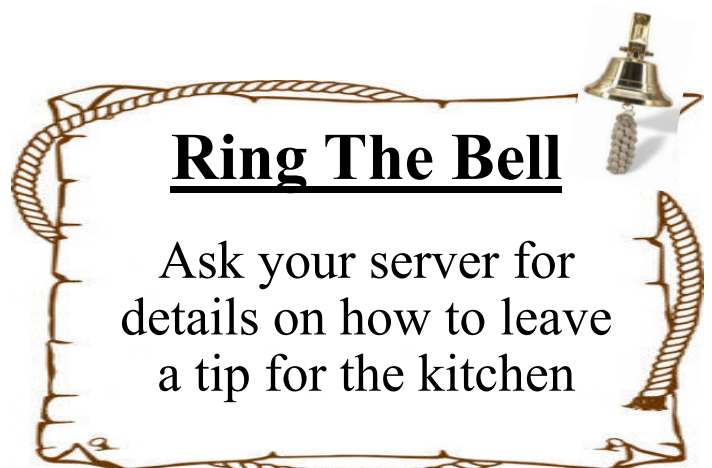 Ring The Bell
Ask your server for
details on how to leave
a tip for the kitchen